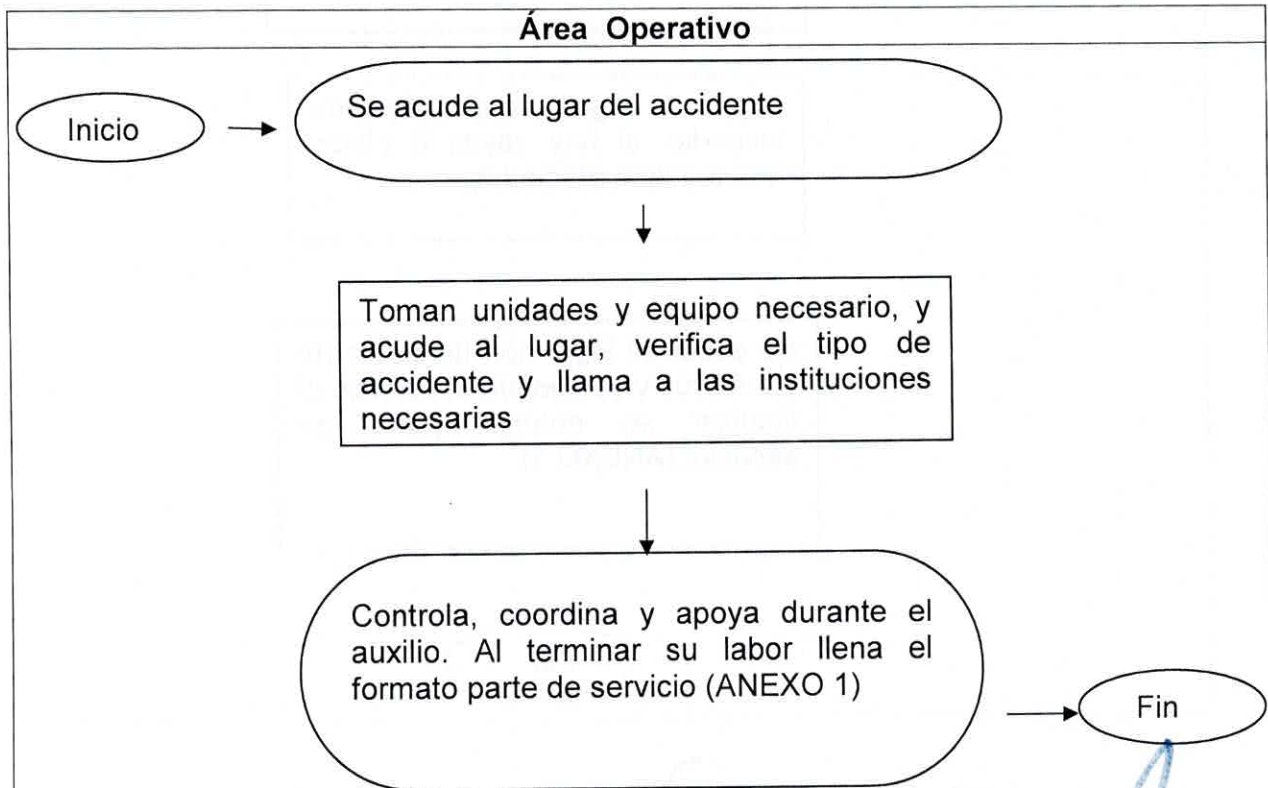 Área Operativo
Inicio
Se acude al lugar del accidente
Toman unidades y equipo necesario, y
acude al lugar, verifica el tipo de
accidente y llama a las instituciones
necesarias
Controla, coordina y apoya durante el
auxilio. Al terminar su labor llena el
formato parte de servicio (ANEXO 1)
Fin